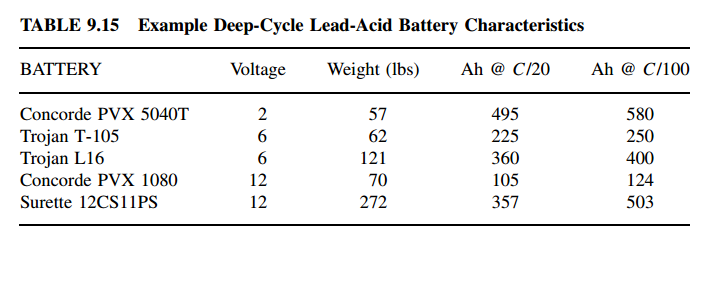 TABLE 9.15 Example Deep-Cycle Lead-Acid Battery Characteristics
BATTERY Voltage Weight (lbs) Ah @ C/20 Ah @ C/100
Concorde PVX 5040T 2 57 495 580
Trojan T-105 6 62 225 250
Trojan L16 6 121 360 400
Concorde PVX 1080 12 70 105 124
Surette 12CS11PS 12 272 357 503